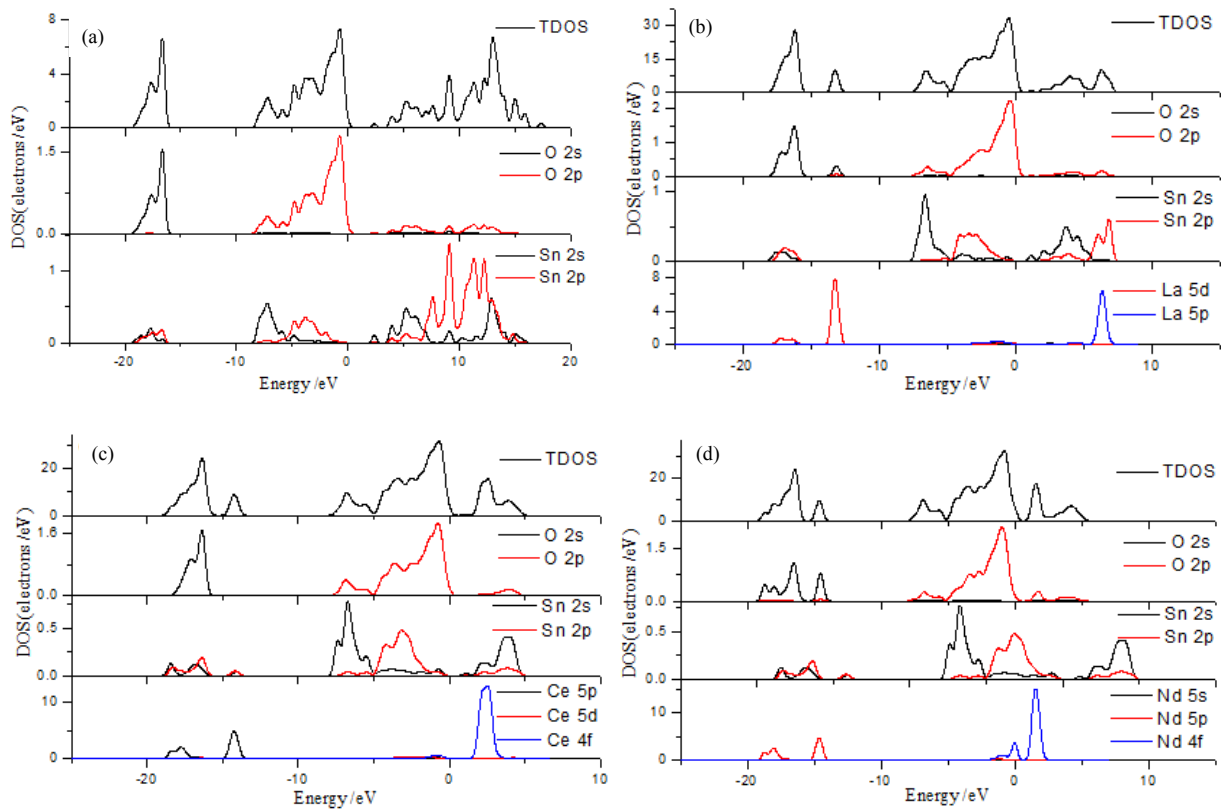 (a)
8
4
0
TDOS
1.5
0.0
O 2s
O 2p
1
0
Sn 2s
Sn 2p
DOS(electrons /eV)
-20
-10
0
10
20
Energy /eV
(b)
30
15
0
TDOS
2
1
0
O 2s
O 2p
1
0
Sn 2s
Sn 2p
8
4
0
La 5d
La 5p
DOS(electrons /eV)
-20
-10
0
10
Energy /eV
(c)
20
0
TDOS
1.6
0.0
O 2s
O 2p
0.5
0.0
Sn 2s
Sn 2p
10
0
Ce 5p
Ce 5d
Ce 4f
DOS(electrons /eV)
-20
-10
0
10
Energy /eV
(d)
20
0
TDOS
1.5
0.0
O 2s
O 2p
0.5
0.0
Sn 2s
Sn 2p
10
0
Nd 5s
Nd 5p
Nd 4f
DOS(electrons /eV)
-20
-10
0
10
Energy /eV